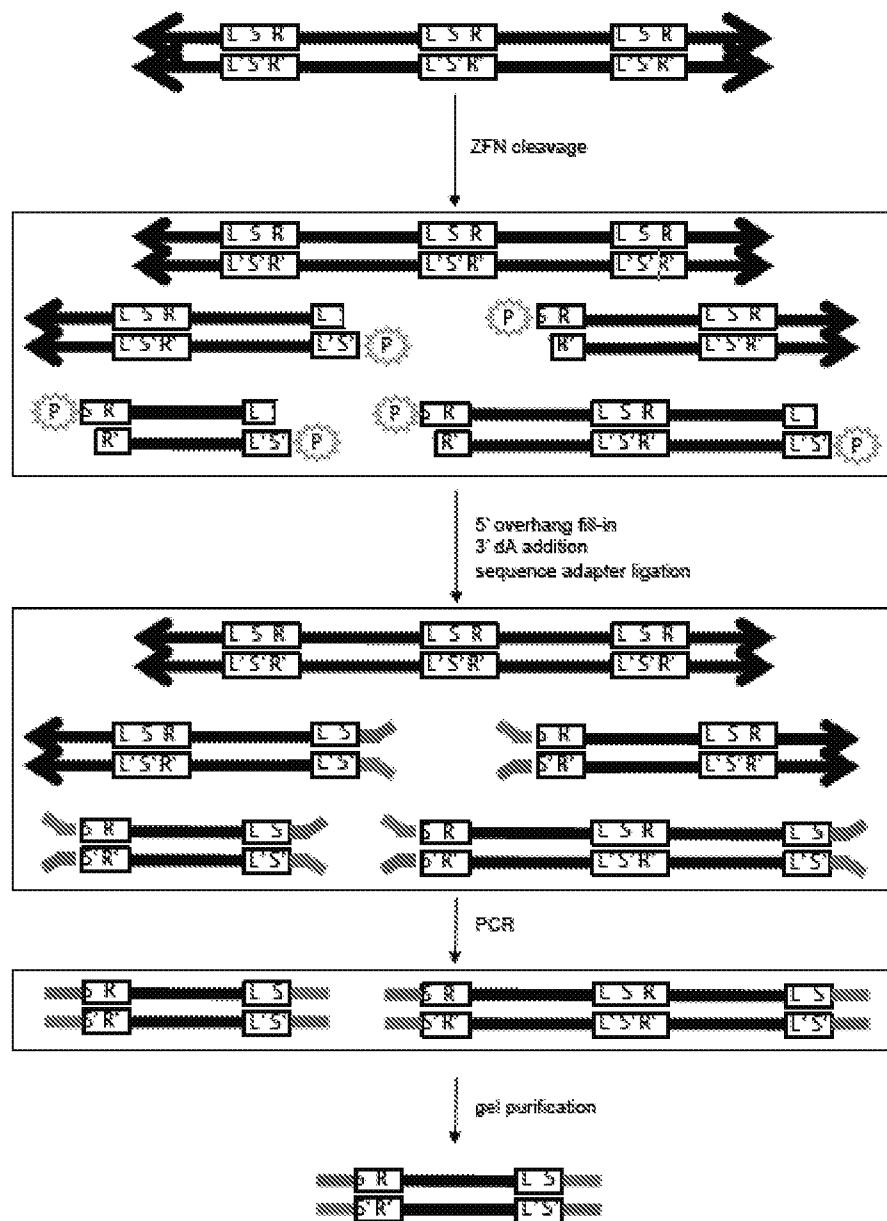 L S R L S R L S R
L'S'R' L'S'R' L'S'R'
ZFN cleavage
L S R L S R L S R
L'S'R' L'S'R' L'S'R'
L S R L P S R L S R
L'S'R' L'S' P R' L'S'R'
P S R L P S R L S R L
R' L'S' P R' L'S'R' L'S' P
5' overhang fill-in
3' dA addition
sequence adapter ligation
L S R L S R L S R
L'S'R' L'S'R' L'S'R'
L S R L S S R L S R
L'S'R' L'S' S'R' L'S'R'
S R L S S R L S R L S
S'R' L'S' S'R' L'S'R' L'S'
PCR
S R L S S R L S R L S
S'R' L'S' S'R' L'S'R' L'S'
gel purification
S R L S
S'R' L'S'